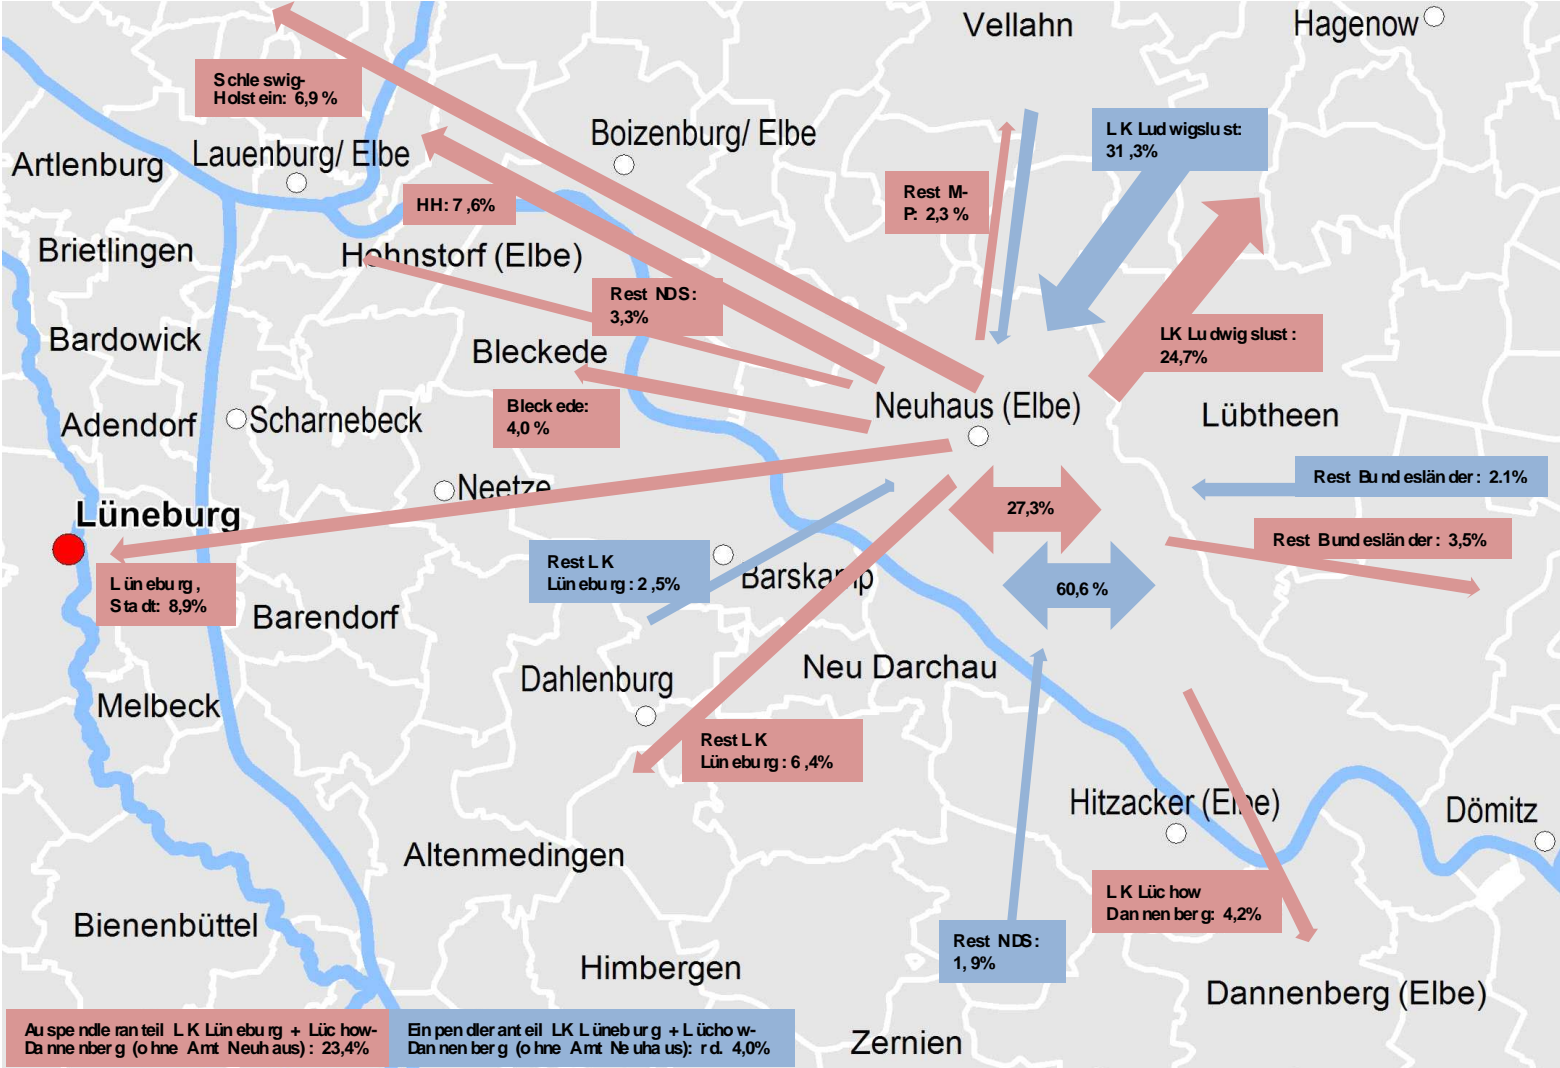 Vellahn
Hagenow
Schleswig-
Holstein: 6,9 %
Boizenburg/ Elbe
LK Ludwigslust:
31,3%
Artlenburg
Lauenburg/ Elbe
Rest M-
P: 2,3 %
HH: 7,6%
Brietlingen
Hohnstorf (Elbe)
Rest NDS:
3,3%
Bardowick
Bleckede
LK Ludwigslust:
24,7%
Bleckede:
4,0 %
Neuhaus (Elbe)
Lübtheen
Adendorf
Scharnebeck
Neetze
Rest Bundesländer: 2.1%
Lüneburg
27,3%
Rest Bundesländer: 3,5%
Rest LK
Lüneburg: 2,5%
Barskamp
60,6 %
Lüneburg,
Stadt: 8,9%
Barendorf
Dahlenburg
Neu Darchau
Melbeck
Rest LK
Lüneburg: 6,4%
Hitzacker (Elbe)
Dömitz
Altenmedingen
LK Lüchow
Dannenberg: 4,2%
Bienenbüttel
Rest NDS:
1,9%
Himbergen
Dannenberg (Elbe)
Auspendleranteil LK Lüneburg + Lüchow-
Dannenberg (ohne Amt Neuhaus): 23,4%
Einpendleranteil LK Lüneburg + Lüchow-
Dannenberg (ohne Amt Neuhaus): rd. 4,0%
Zernien